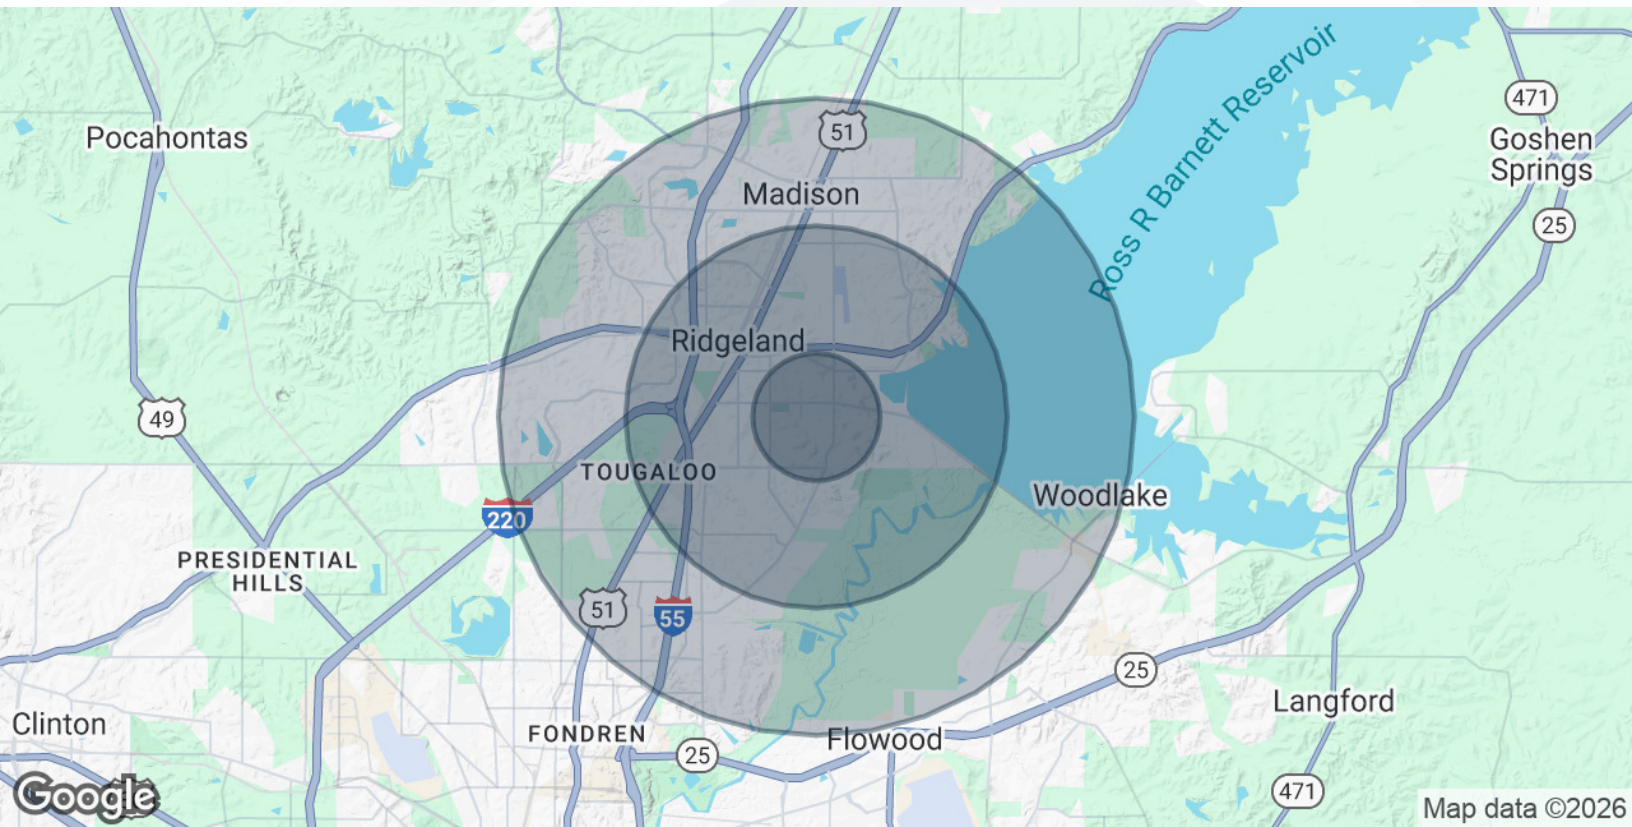 471
Pocahontas
51
Goshen
Springs
Ross R Barnett Reservoir
Madison
25
Ridgeland
49
TOUGALOO
Woodlake
220
PRESIDENTIAL
HILLS
51
55
25
Langford
Clinton
FONDREN
Flowood
25
471
Google
Map data ©2026